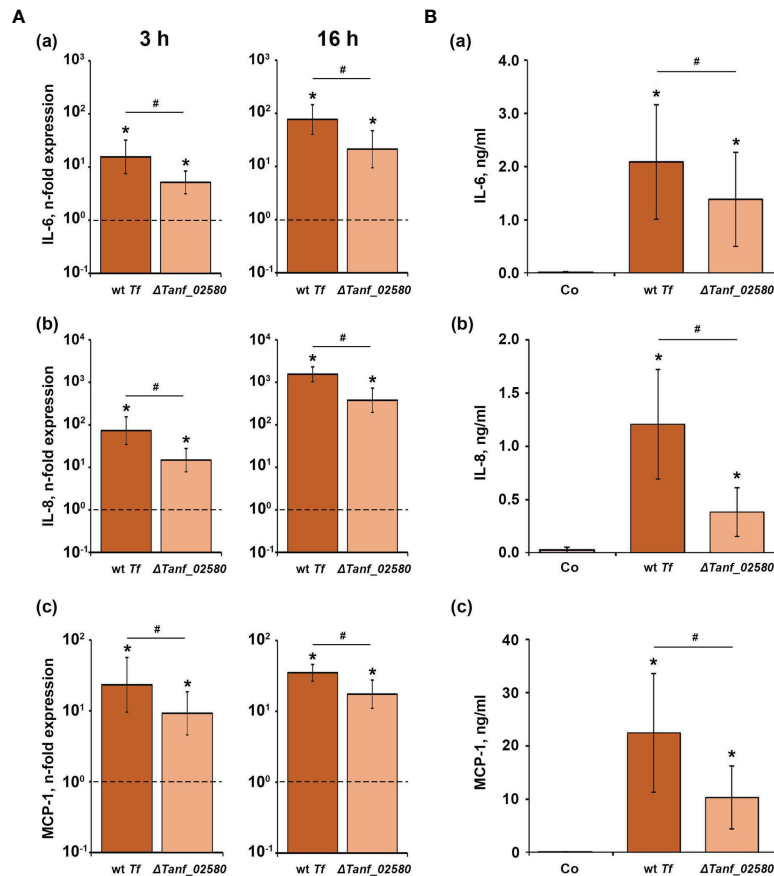 A
B
3 h
16 h
(a)
IL-6, n-fold expression
10³
10²
10¹
10⁰
10⁻¹
*
#
*
wt Tf
ΔTanf_02580
10³
10²
10¹
10⁰
10⁻¹
*
#
*
wt Tf
ΔTanf_02580
(a)
IL-6, ng/ml
4.0
3.0
2.0
1.0
0.0
*
#
*
Co
wt Tf
ΔTanf_02580
(b)
IL-8, n-fold expression
10⁴
10³
10²
10¹
10⁰
10⁻¹
*
#
*
wt Tf
ΔTanf_02580
10⁴
10³
10²
10¹
10⁰
10⁻¹
*
#
*
wt Tf
ΔTanf_02580
(b)
IL-8, ng/ml
2.0
1.5
1.0
0.5
0.0
*
#
*
Co
wt Tf
ΔTanf_02580
(c)
MCP-1, n-fold expression
10²
10¹
10⁰
10⁻¹
*
#
*
wt Tf
ΔTanf_02580
10²
10¹
10⁰
10⁻¹
*
#
*
wt Tf
ΔTanf_02580
(c)
MCP-1, ng/ml
40
30
20
10
0
*
#
*
Co
wt Tf
ΔTanf_02580